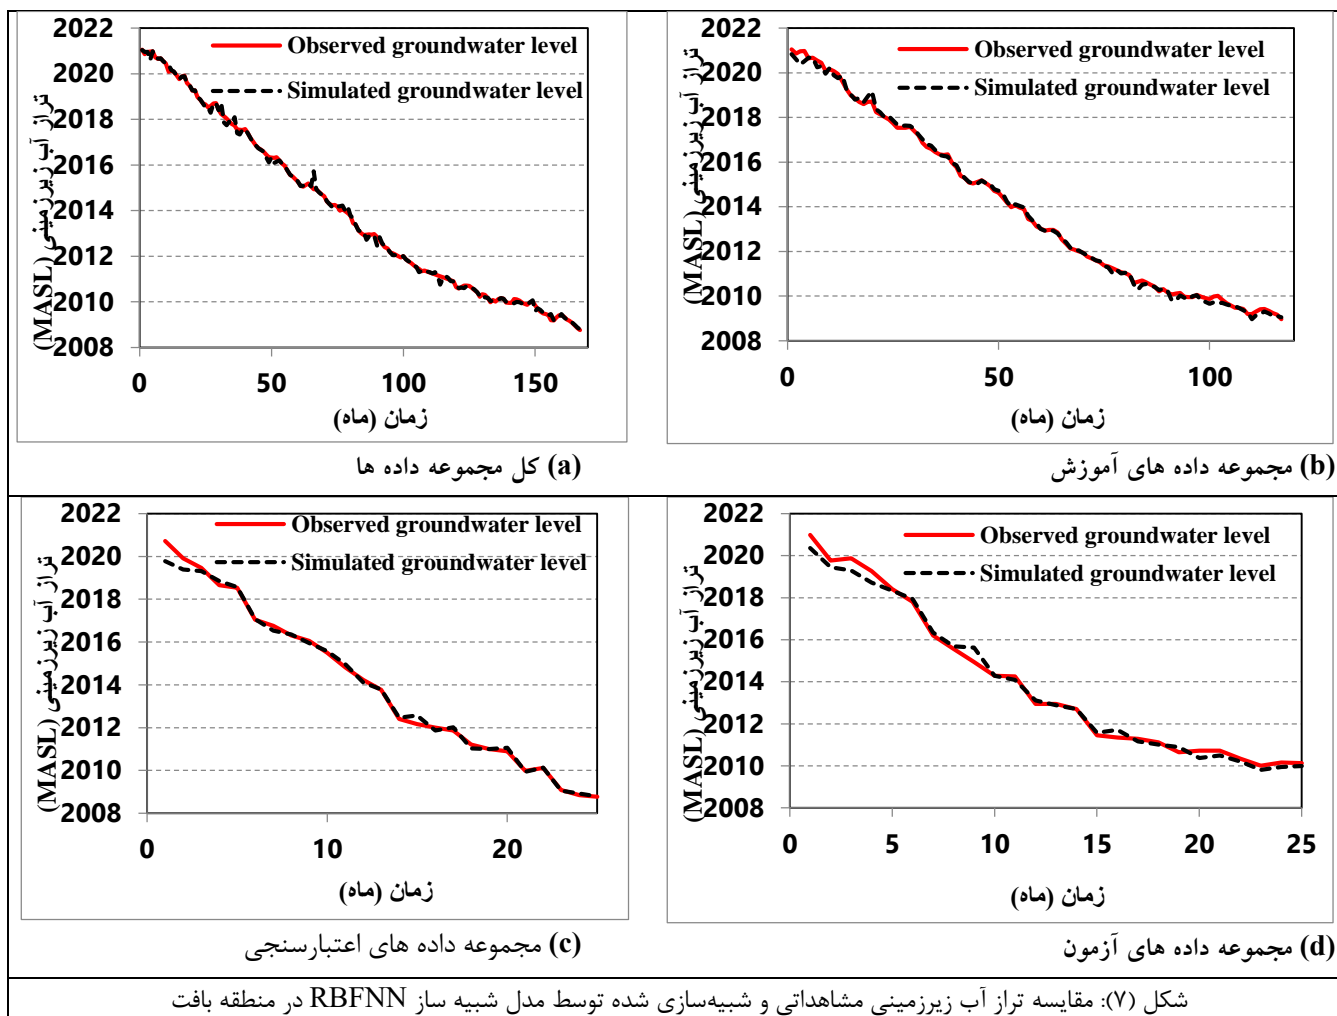 2022
2020
2018
2016
2014
2012
2010
2008
0 50 100 150
تراز آب زیرزمینی (MASL)
زمان (ماه)
Observed groundwater level
Simulated groundwater level
(a) کل مجموعه داده ها
2022
2020
2018
2016
2014
2012
2010
2008
0 50 100
تراز آب زیرزمینی (MASL)
زمان (ماه)
Observed groundwater level
Simulated groundwater level
(b) مجموعه داده های آموزش
2022
2020
2018
2016
2014
2012
2010
2008
0 10 20
تراز آب زیرزمینی (MASL)
زمان (ماه)
Observed groundwater level
Simulated groundwater level
(c) مجموعه داده های اعتبارسنجی
2022
2020
2018
2016
2014
2012
2010
2008
0 5 10 15 20 25
تراز آب زیرزمینی (MASL)
زمان (ماه)
Observed groundwater level
Simulated groundwater level
(d) مجموعه داده های آزمون
شکل (۷): مقایسه تراز آب زیرزمینی مشاهداتی و شبیه‌سازی شده توسط مدل شبیه ساز RBFNN در منطقه بافت